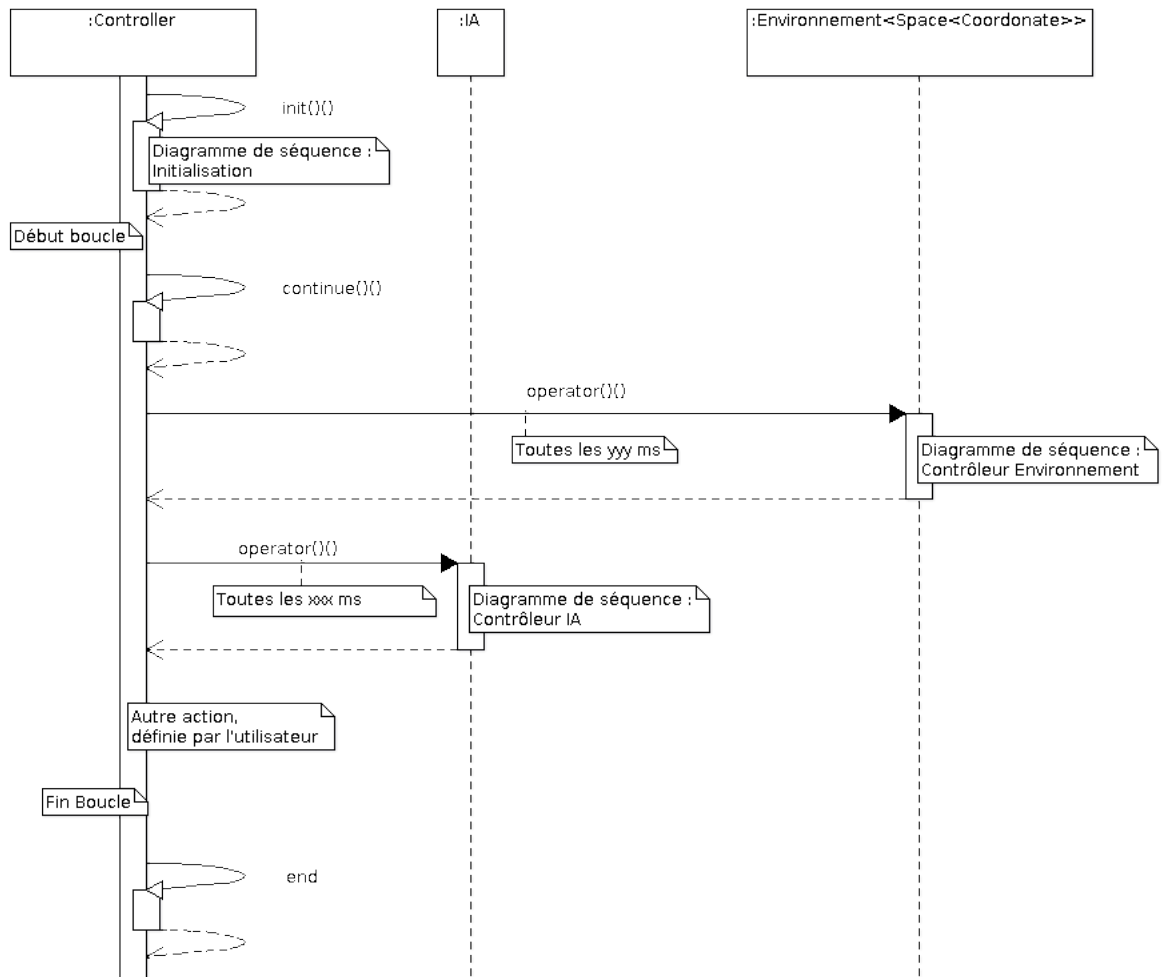 :Controller
:IA
:Environnement<Space<Coordonate>>
init()()
Diagramme de séquence :
Initialisation
Début boucle
continue()()
operator()()
Toutes les yyy ms
Diagramme de séquence :
Contrôleur Environnement
operator()()
Toutes les xxx ms
Diagramme de séquence :
Contrôleur IA
Autre action,
définie par l'utilisateur
Fin Boucle
end